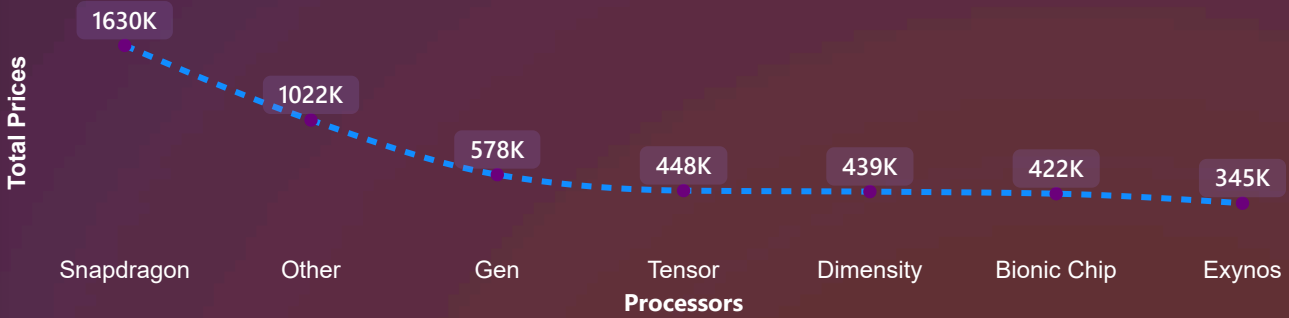 1630K
1022K
578K
448K
439K
422K
345K
Total Prices
Snapdragon
Other
Gen
Tensor
Dimensity
Bionic Chip
Exynos
Processors